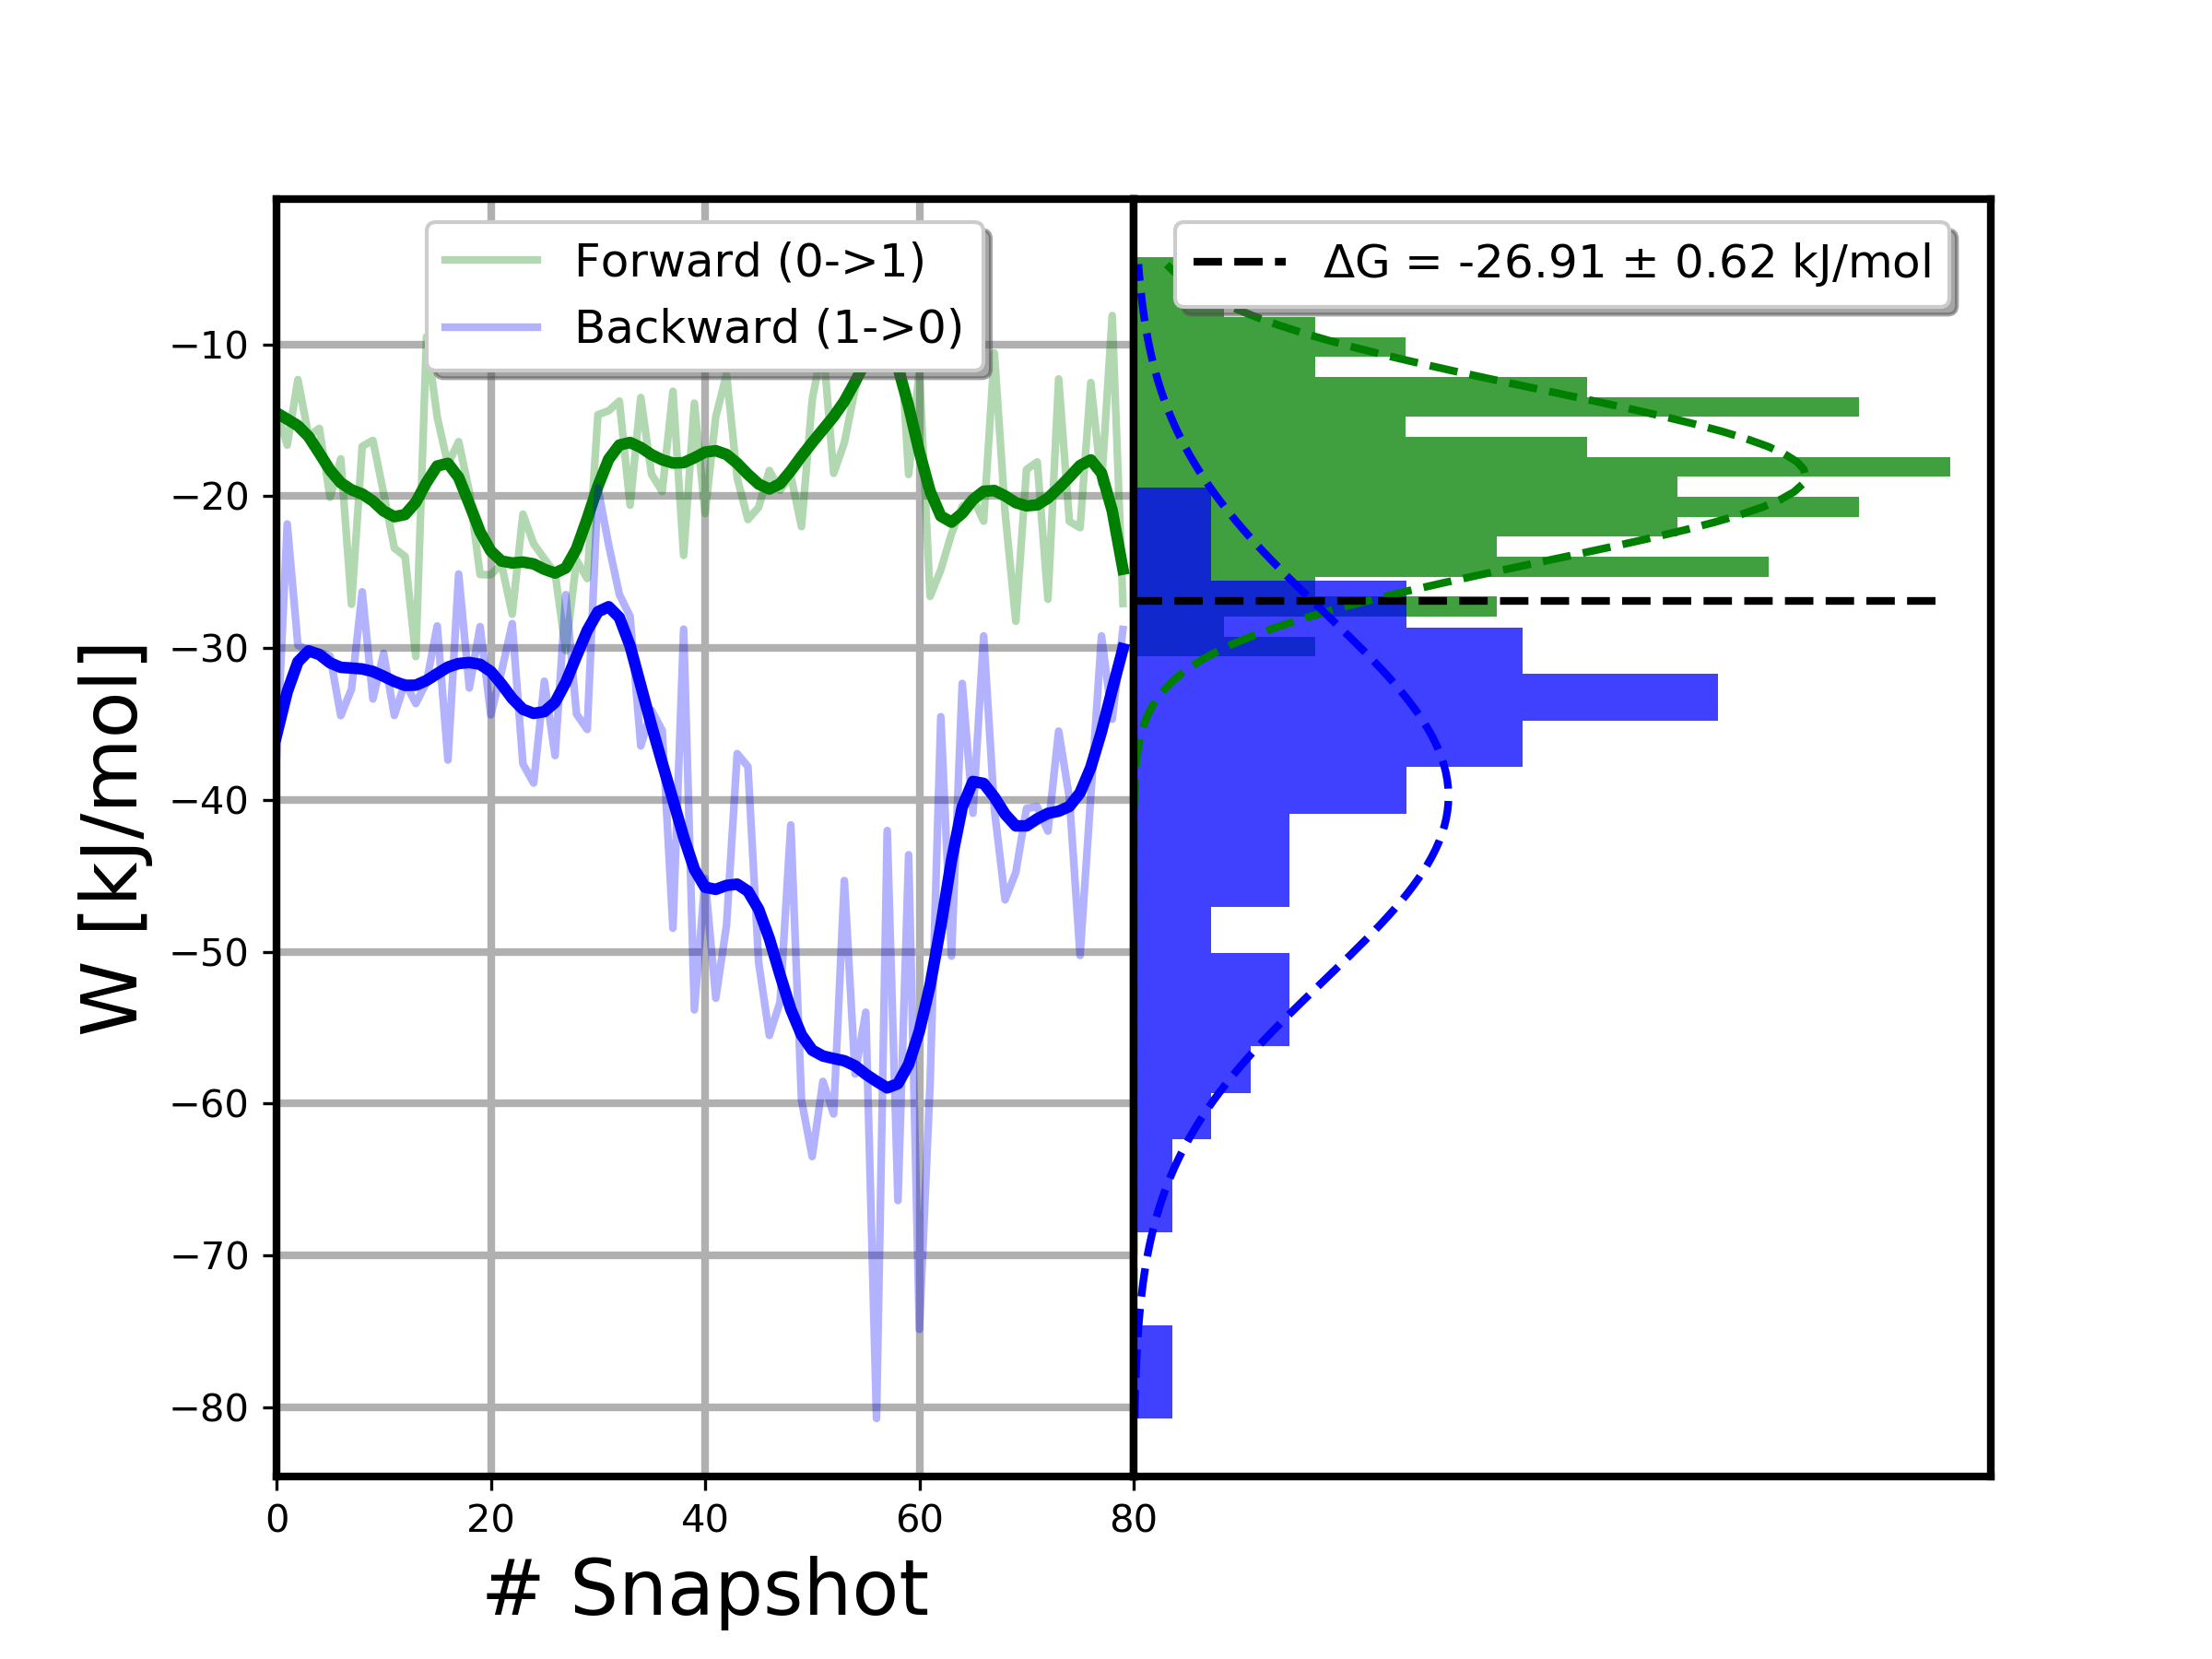 Forward (0->1)
Backward (1->0)
ΔG = -26.91 ± 0.62 kJ/mol
W [kJ/mol]
−10
−20
−30
−40
−50
−60
−70
−80
0 20 40 60 80
# Snapshot